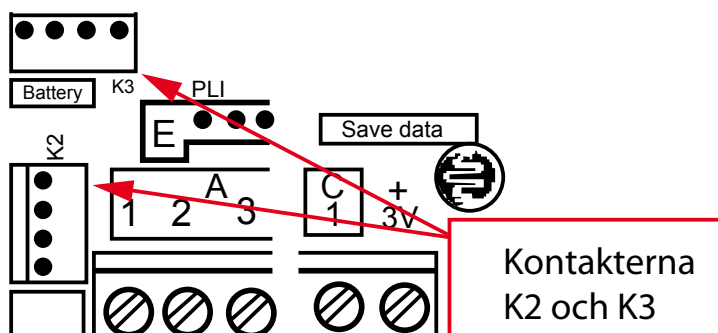 Battery
K3
PLI
E
Save data
K2
A
C
1 2 3
1
+
3V
Kontakterna
K2 och K3